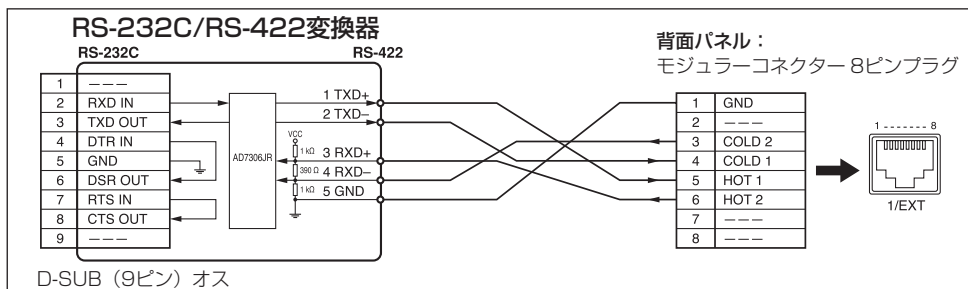 RS-232C/RS-422変換器
RS-232C
RS-422
1 ---
2 RXD IN
3 TXD OUT
4 DTR IN
5 GND
6 DSR OUT
7 RTS IN
8 CTS OUT
9 ---
D-SUB（9ピン）オス
AD7306JR
VCC
1 kΩ
390 Ω
1 kΩ
1 TXD+
2 TXD–
3 RXD+
4 RXD–
5 GND
背面パネル：
モジュラーコネクター 8ピンプラグ
1 GND
2 ---
3 COLD 2
4 COLD 1
5 HOT 1
6 HOT 2
7 ---
8 ---
1 ------ 8
1/EXT